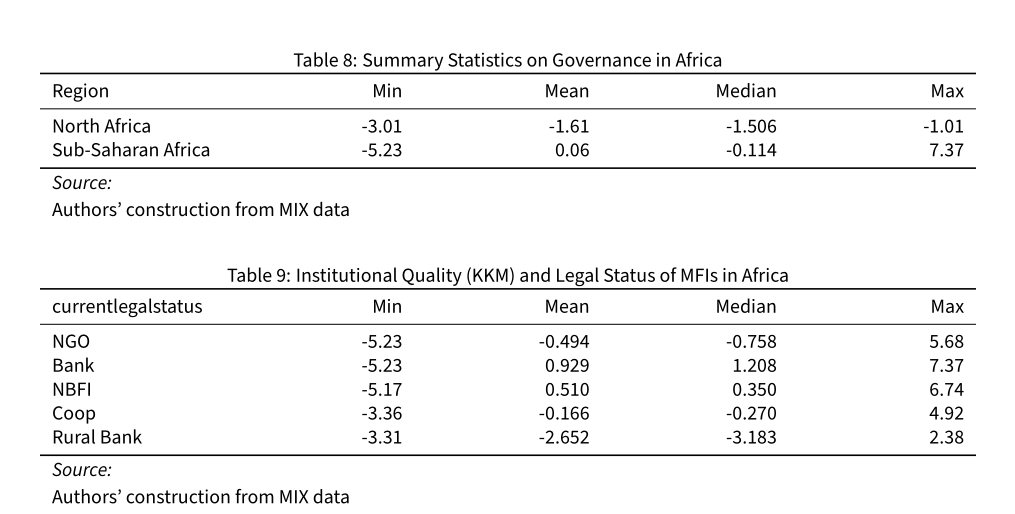 Table 8: Summary Statistics on Governance in Africa
Region Min Mean Median Max
North Africa -3.01 -1.61 -1.506 -1.01
Sub-Saharan Africa -5.23 0.06 -0.114 7.37
Source:
Authors’ construction from MIX data
Table 9: Institutional Quality (KKM) and Legal Status of MFIs in Africa
currentlegalstatus Min Mean Median Max
NGO -5.23 -0.494 -0.758 5.68
Bank -5.23 0.929 1.208 7.37
NBFI -5.17 0.510 0.350 6.74
Coop -3.36 -0.166 -0.270 4.92
Rural Bank -3.31 -2.652 -3.183 2.38
Source:
Authors’ construction from MIX data